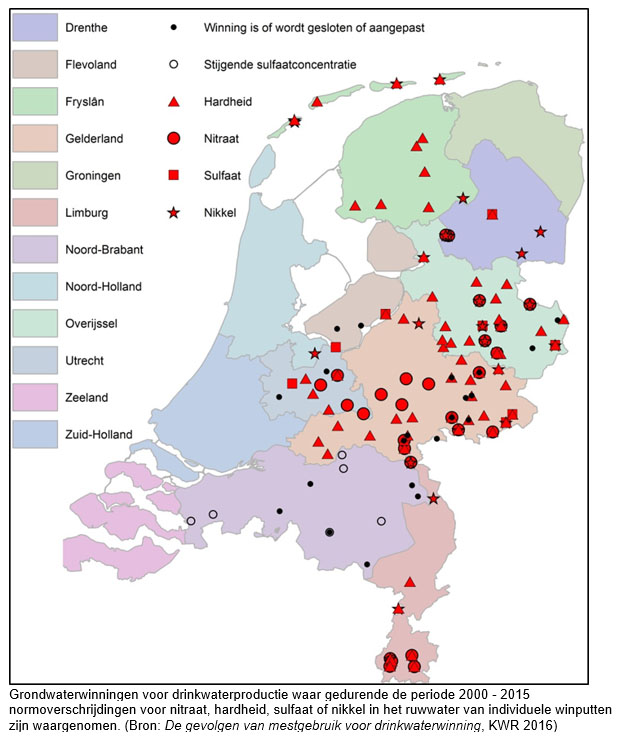 Drenthe
Winning is of wordt gesloten of aangepast
Flevoland
Stijgende sulfaatconcentratie
Fryslân
Hardheid
Gelderland
Nitraat
Groningen
Sulfaat
Limburg
Nikkel
Noord-Brabant
Noord-Holland
Overijssel
Utrecht
Zeeland
Zuid-Holland
Grondwaterwinningen voor drinkwaterproductie waar gedurende de periode 2000 - 2015
normoverschrijdingen voor nitraat, hardheid, sulfaat of nikkel in het ruwwater van individuele winputten
zijn waargenomen. (Bron: De gevolgen van mestgebruik voor drinkwaterwinning, KWR 2016)